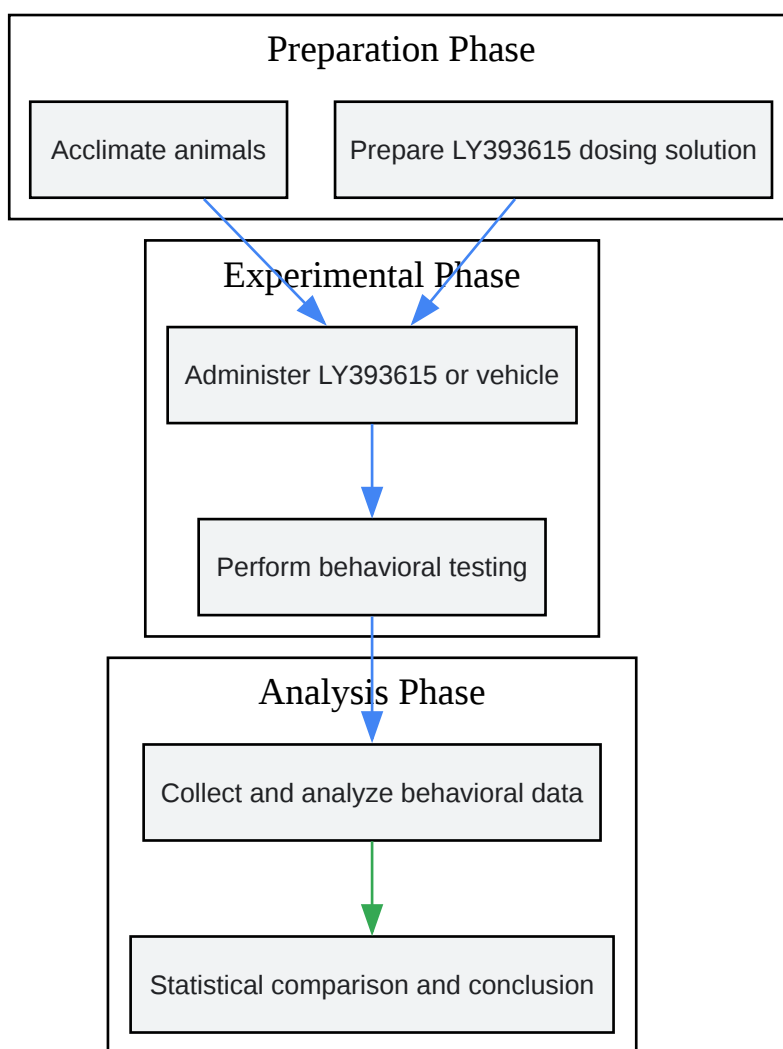 Preparation Phase
Acclimate animals
Prepare LY393615 dosing solution
Experimental Phase
Administer LY393615 or vehicle
Perform behavioral testing
Analysis Phase
Collect and analyze behavioral data
Statistical comparison and conclusion